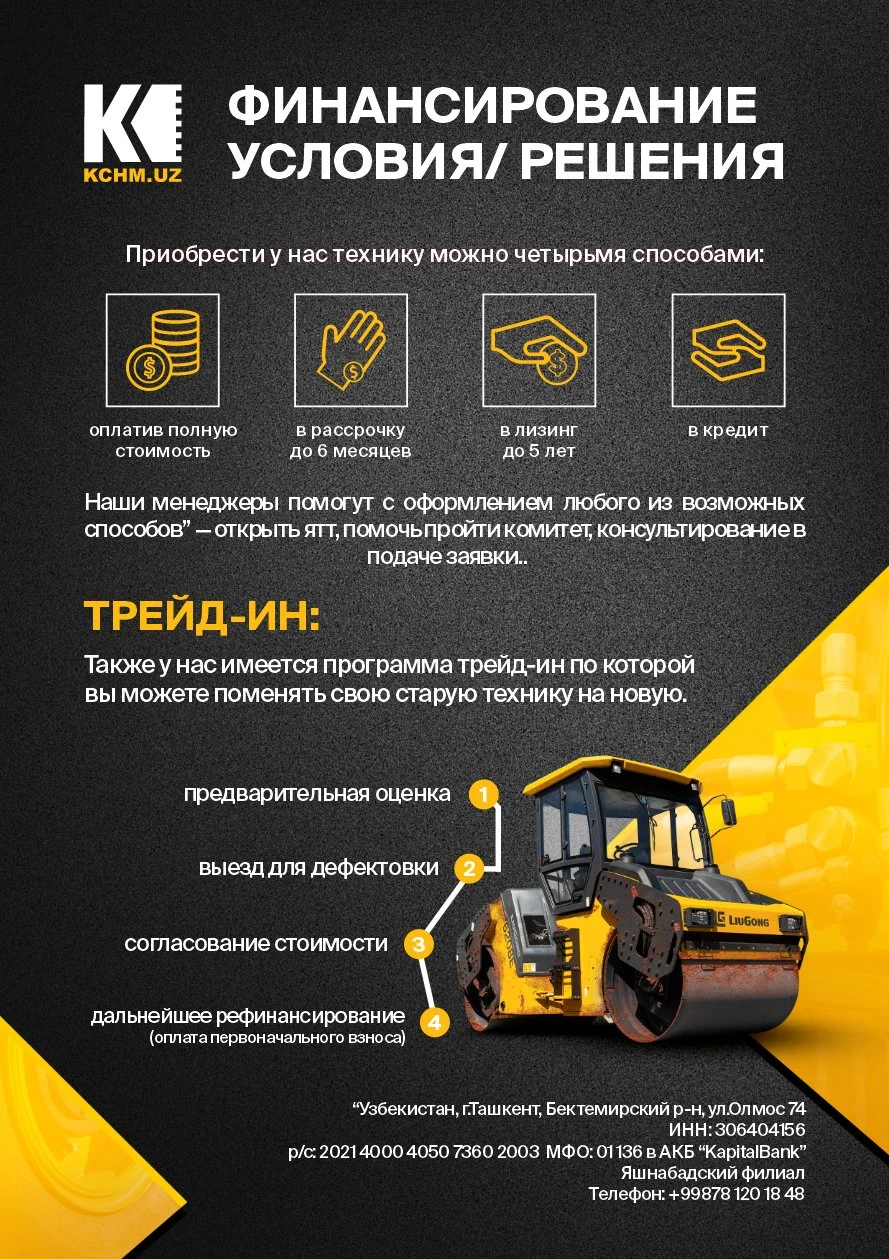 KCHM.UZ
ФИНАНСИРОВАНИЕ
УСЛОВИЯ/ РЕШЕНИЯ
Приобрести у нас технику можно четырьмя способами:
оплатив полную
стоимость
в рассрочку
до 6 месяцев
в лизинг
до 5 лет
в кредит
Наши менеджеры помогут с оформлением любого из возможных
способов” — открыть ятт, помочь пройти комитет, консультирование в
подаче заявки..
ТРЕЙД-ИН:
Также у нас имеется программа трейд-ин по которой
вы можете поменять свою старую технику на новую.
предварительная оценка 1
выезд для дефектовки 2
согласование стоимости 3
дальнейшее рефинансирование 4
(оплата первоначального взноса)
LIUGONG
“Узбекистан, г.Ташкент, Бектемирский р-н, ул.Олмос 74
ИНН: 306404156
р/с: 2021 4000 4050 7360 2003 МФО: 01136 в АКБ “KapitalBank”
Яшнабадский филиал
Телефон: +99878 120 18 48